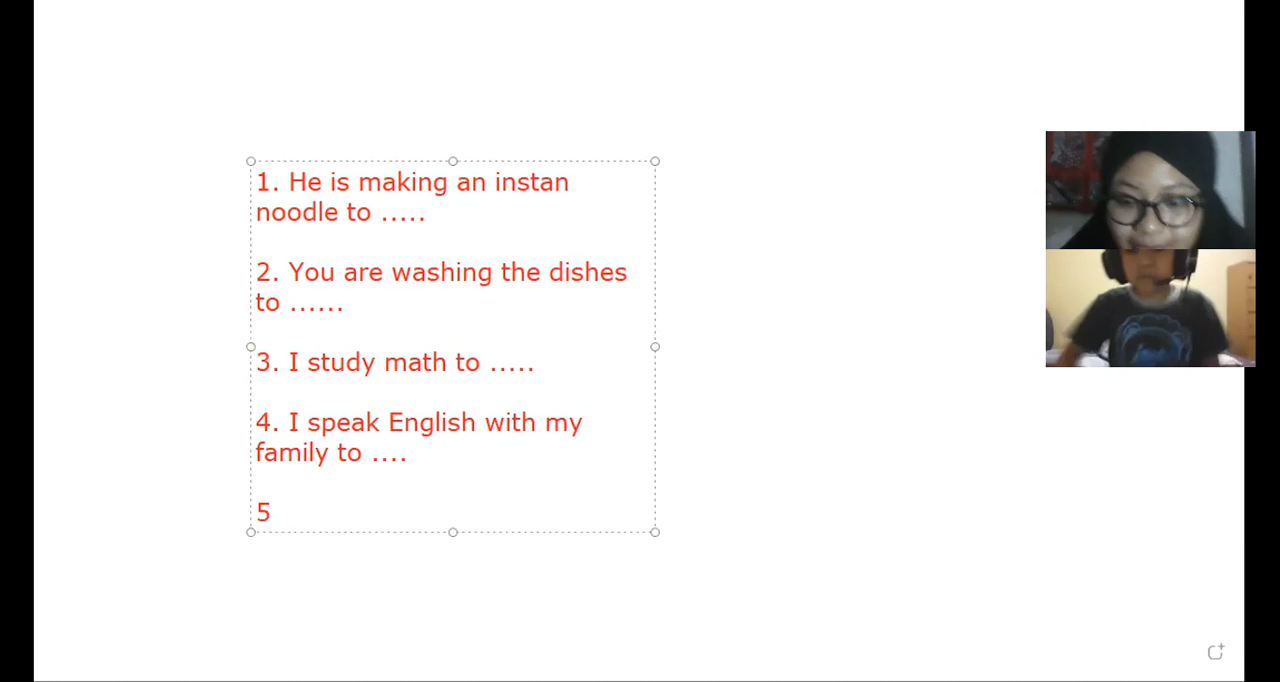 1. He is making an instan
noodle to .....
2. You are washing the dishes
to ......
3. I study math to .....
4. I speak English with my
family to ....
5